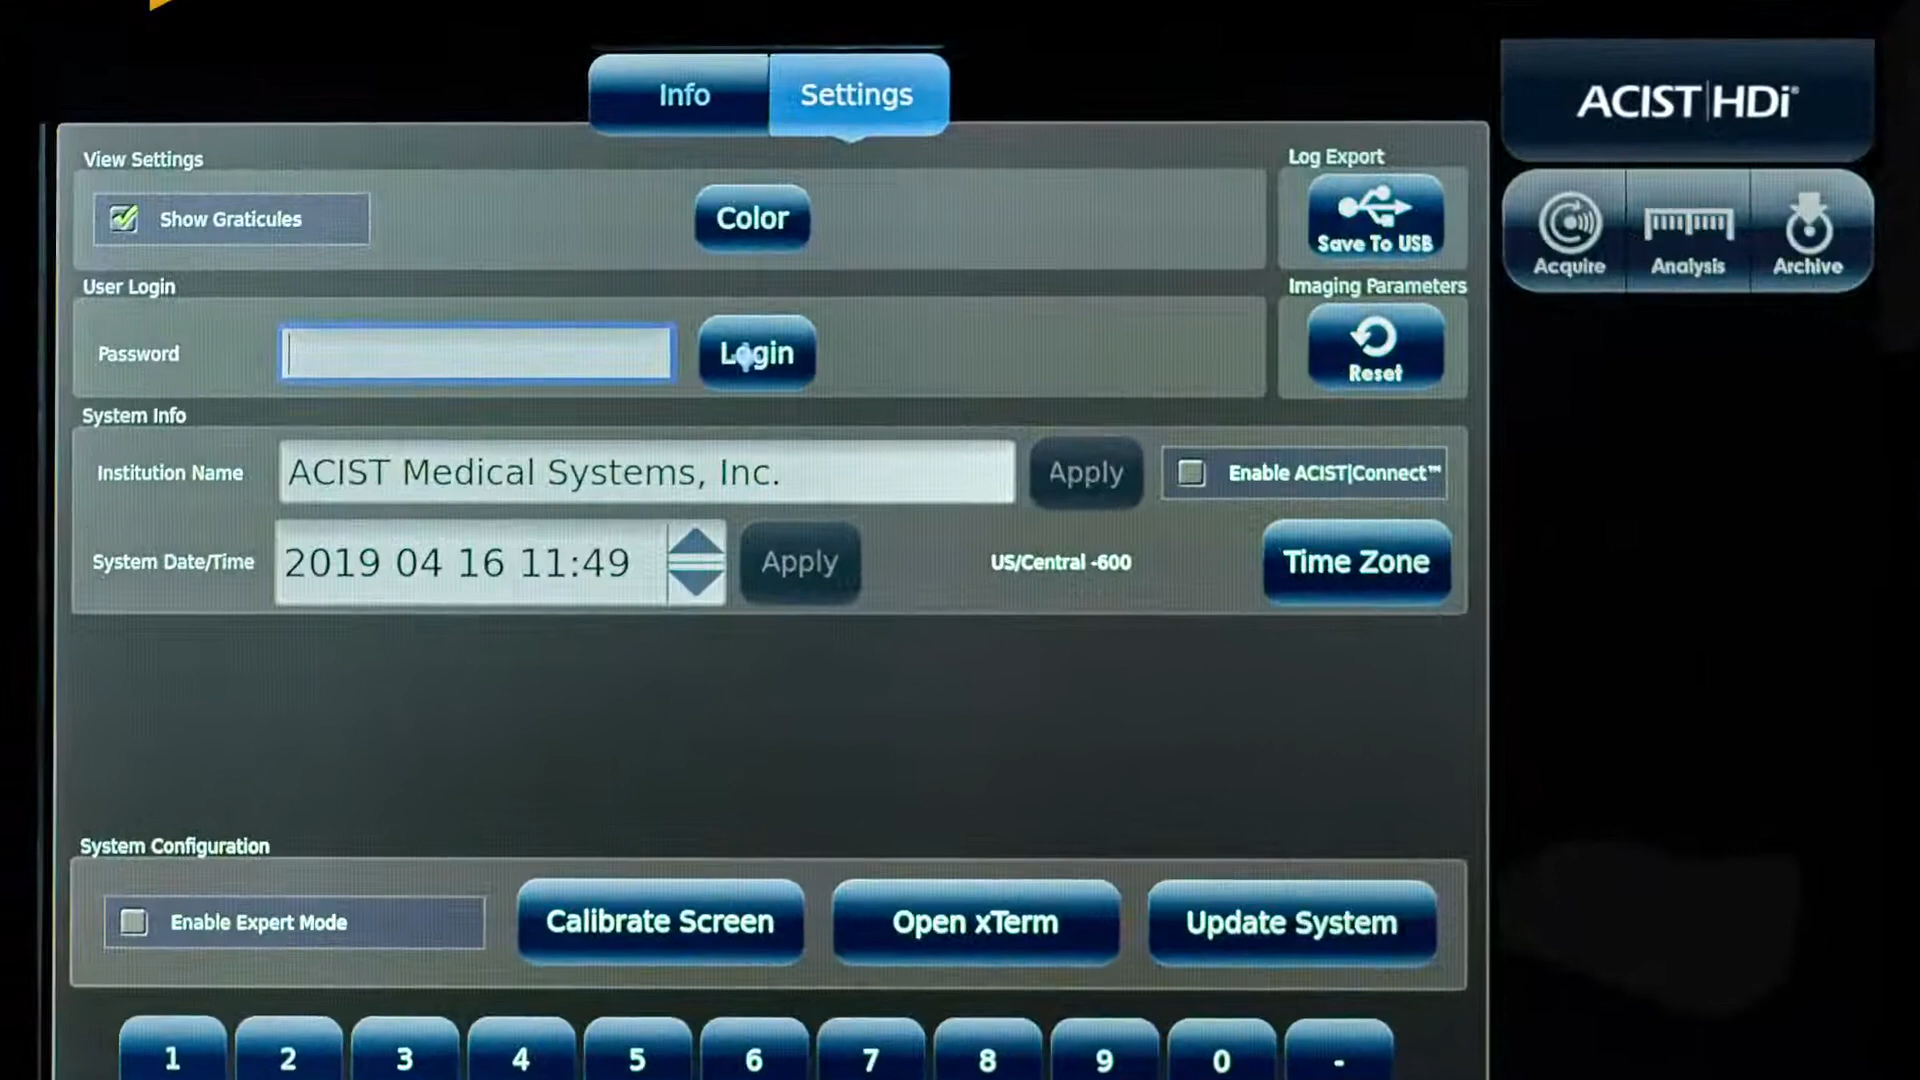 Info Settings
ACIST|HDi®
View Settings
Show Graticules
Color
Log Export
Save To USB
Acquire Analysis Archive
User Login
Password
Login
Imaging Parameters
Reset
System Info
Institution Name
ACIST Medical Systems, Inc.
Apply
Enable ACIST|Connect™
System Date/Time
2019 04 16 11:49
Apply
US/Central -600
Time Zone
System Configuration
Enable Expert Mode
Calibrate Screen
Open xTerm
Update System
1 2 3 4 5 6 7 8 9 0 -